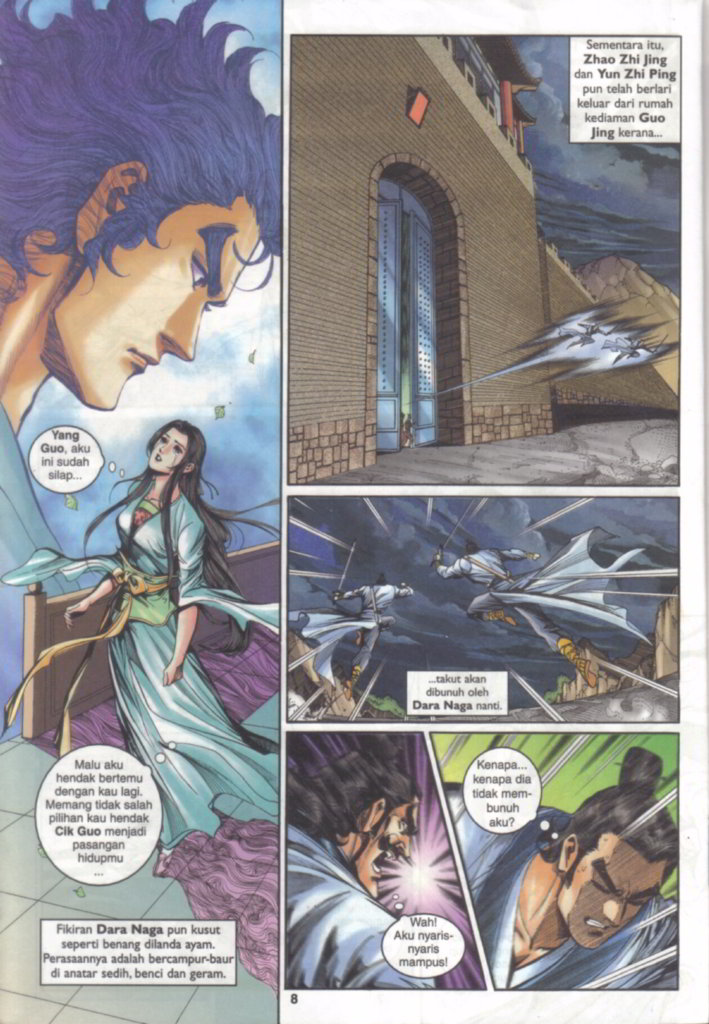 Yang
Guo, aku
ini sudah
silap...
Malu aku
hendak bertemu
dengan kau lagi.
Memang tidak salah
pilihan kau hendak
Cik Guo menjadi
pasangan
hidupmu
...
Fikiran Dara Naga pun kusut
seperti benang dilanda ayam.
Perasaannya adalah bercampur-baur
di anatar sedih, benci dan geram.
Sementara itu,
Zhao Zhi Jing
dan Yun Zhi Ping
pun telah berlari
keluar dari rumah
kediaman Guo
Jing kerana...
...takut akan
dibunuh oleh
Dara Naga nanti.
Wah!
Aku nyaris-
nyaris
mampus!
Kenapa...
kenapa dia
tidak mem-
bunuh
aku?
8